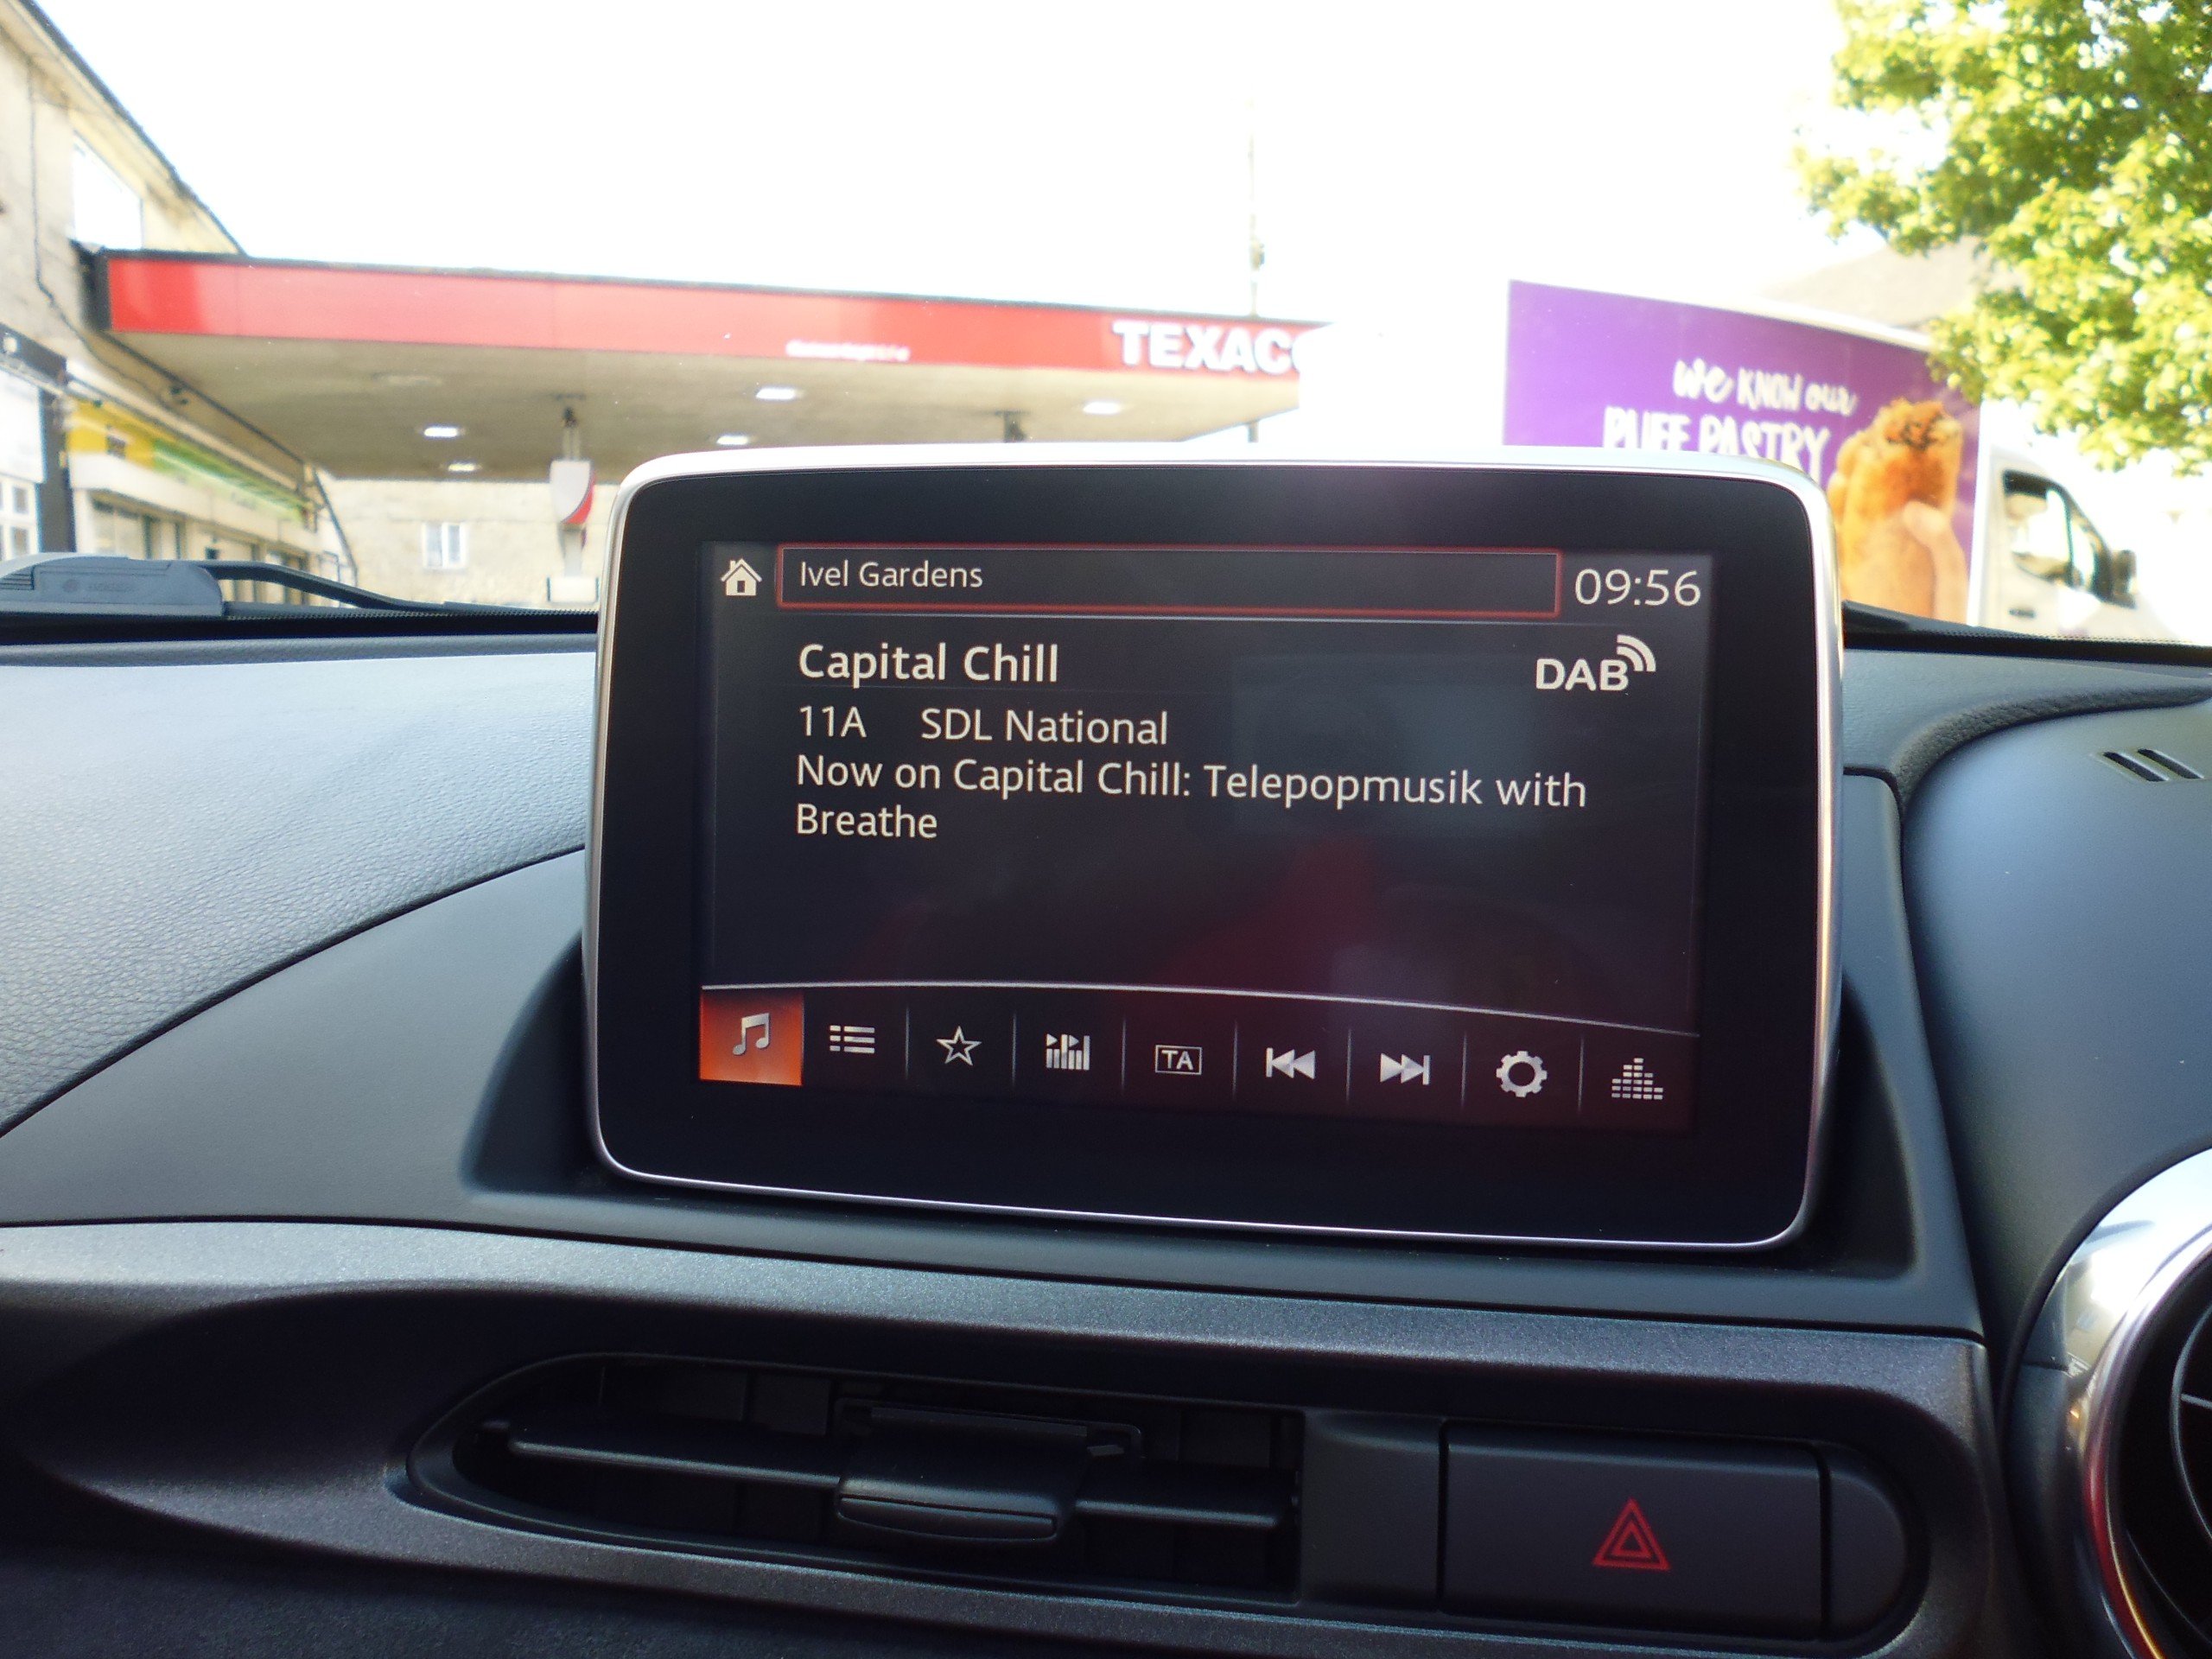 TEXACO
we KNOW our
PUFF PASTRY
Ivel Gardens
09:56
Capital Chill
DAB
11A SDL National
Now on Capital Chill: Telepopmusik with
Breathe
TA